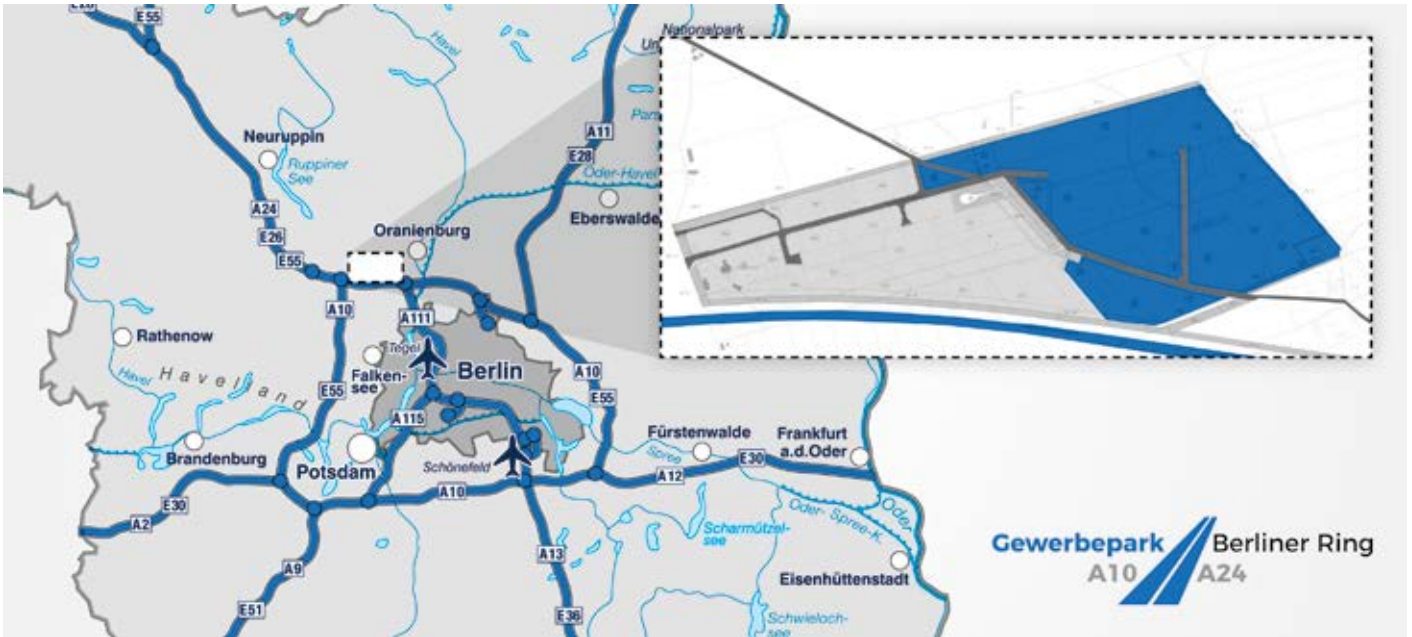 E55
Havel
Nationalpark
A11
E28
Neuruppin
Ruppiner
See
Oder-Havel
Eberswalde
A24
E26
E55
Oranienburg
A10
A111
Rathenow
Tegel
Falken-
see
Berlin
A10
E55
Havel
Havelland
E55
A115
Brandenburg
Potsdam
Schönefeld
Fürstenwalde
Spree
Frankfurt
a.d.Oder
E30
A12
A10
E30
A2
Oder-Spree-K.
Oder
Scharmützel-
see
A13
A9
Eisenhüttenstadt
E51
E36
Schwieloch-
see
Gewerbepark Berliner Ring
A10 A24